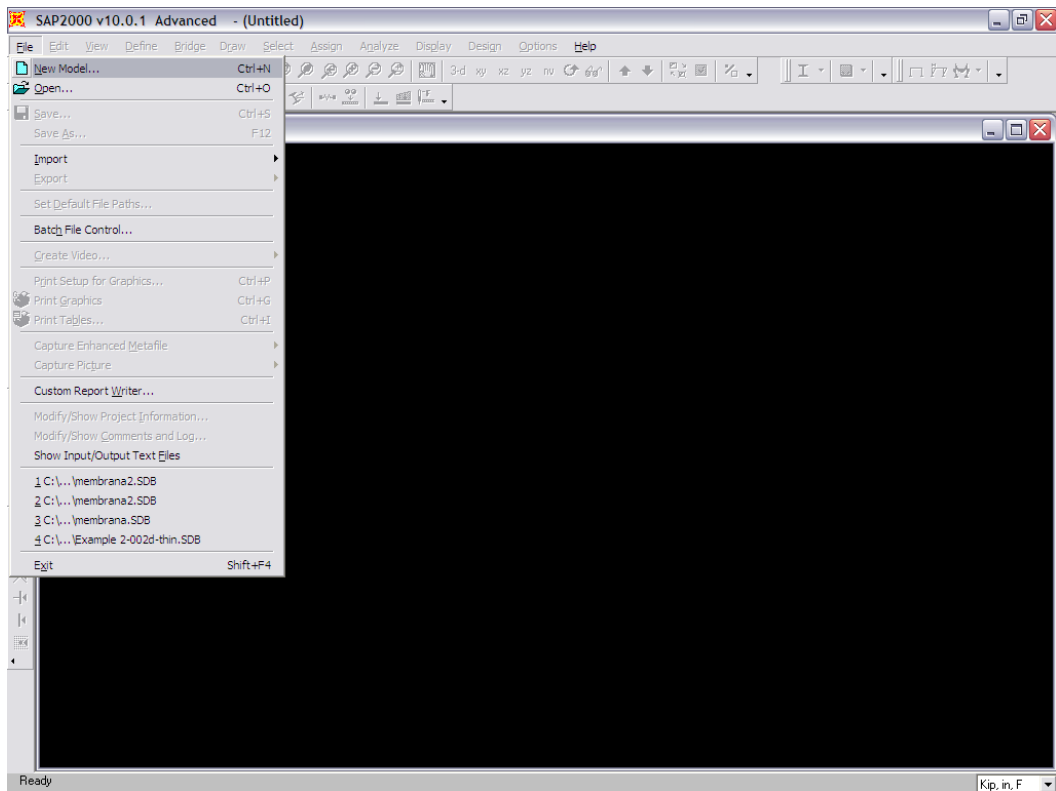 SAP2000 v10.0.1 Advanced - (Untitled)
File Edit View Define Bridge Draw Select Assign Analyze Display Design Options Help
3-d xy xz yz nv
New Model... Ctrl+N
Open... Ctrl+O
Save... Ctrl+S
Save As... F12
Import
Export
Set Default File Paths...
Batch File Control...
Create Video...
Print Setup for Graphics... Ctrl+P
Print Graphics Ctrl+G
Print Tables... Ctrl+I
Capture Enhanced Metafile
Capture Picture
Custom Report Writer...
Modify/Show Project Information...
Modify/Show Comments and Log...
Show Input/Output Text Files
1 C:\...\membrana2.SDB
2 C:\...\membrana2.SDB
3 C:\...\membrana.SDB
4 C:\...\Example 2-002d-thin.SDB
Exit Shift+F4
Ready
Kip, in, F